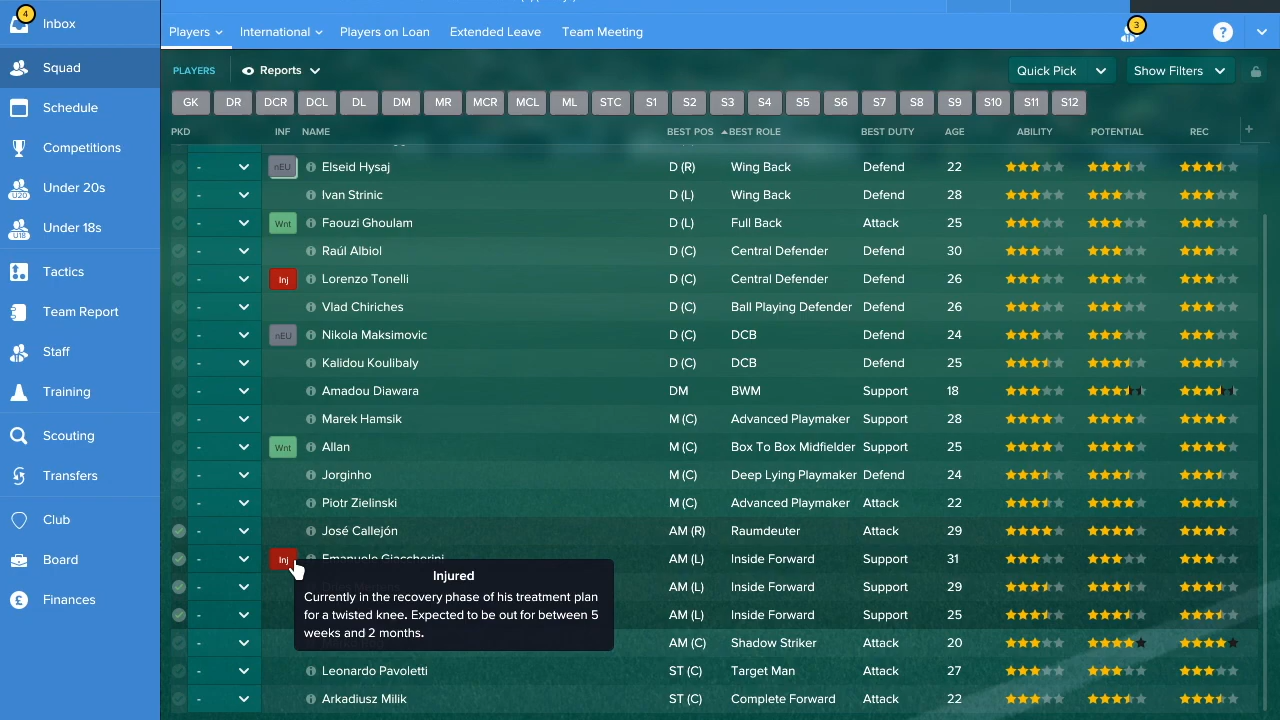 4
Inbox
Squad
Schedule
Competitions
U20
Under 20s
U18
Under 18s
Tactics
Team Report
Staff
Training
Scouting
Transfers
Club
Board
£
Finances
Players International Players on Loan Extended Leave Team Meeting 3 ?
PLAYERS Reports Quick Pick Show Filters
GK DR DCR DCL DL DM MR MCR MCL ML STC S1 S2 S3 S4 S5 S6 S7 S8 S9 S10 S11 S12
PKD INF NAME BEST POS BEST ROLE BEST DUTY AGE ABILITY POTENTIAL REC +
- nEU Elseid Hysaj D (R) Wing Back Defend 22
- Ivan Strinic D (L) Wing Back Defend 28
- Wnt Faouzi Ghoulam D (L) Full Back Attack 25
- Raúl Albiol D (C) Central Defender Defend 30
- Inj Lorenzo Tonelli D (C) Central Defender Defend 26
- Vlad Chiriches D (C) Ball Playing Defender Defend 26
- nEU Nikola Maksimovic D (C) DCB Defend 24
- Kalidou Koulibaly D (C) DCB Defend 25
- Amadou Diawara DM BWM Support 18
- Marek Hamsik M (C) Advanced Playmaker Support 28
- Wnt Allan M (C) Box To Box Midfielder Support 25
- Jorginho M (C) Deep Lying Playmaker Defend 24
- Piotr Zielinski M (C) Advanced Playmaker Attack 22
- José Callejón AM (R) Raumdeuter Attack 29
- Inj Emanuele Giaccherini AM (L) Inside Forward Support 31
- AM (L) Inside Forward Support 29
- AM (L) Inside Forward Support 25
- AM (C) Shadow Striker Attack 20
- Leonardo Pavoletti ST (C) Target Man Attack 27
- Arkadiusz Milik ST (C) Complete Forward Attack 22
Injured
Currently in the recovery phase of his treatment plan
for a twisted knee. Expected to be out for between 5
weeks and 2 months.